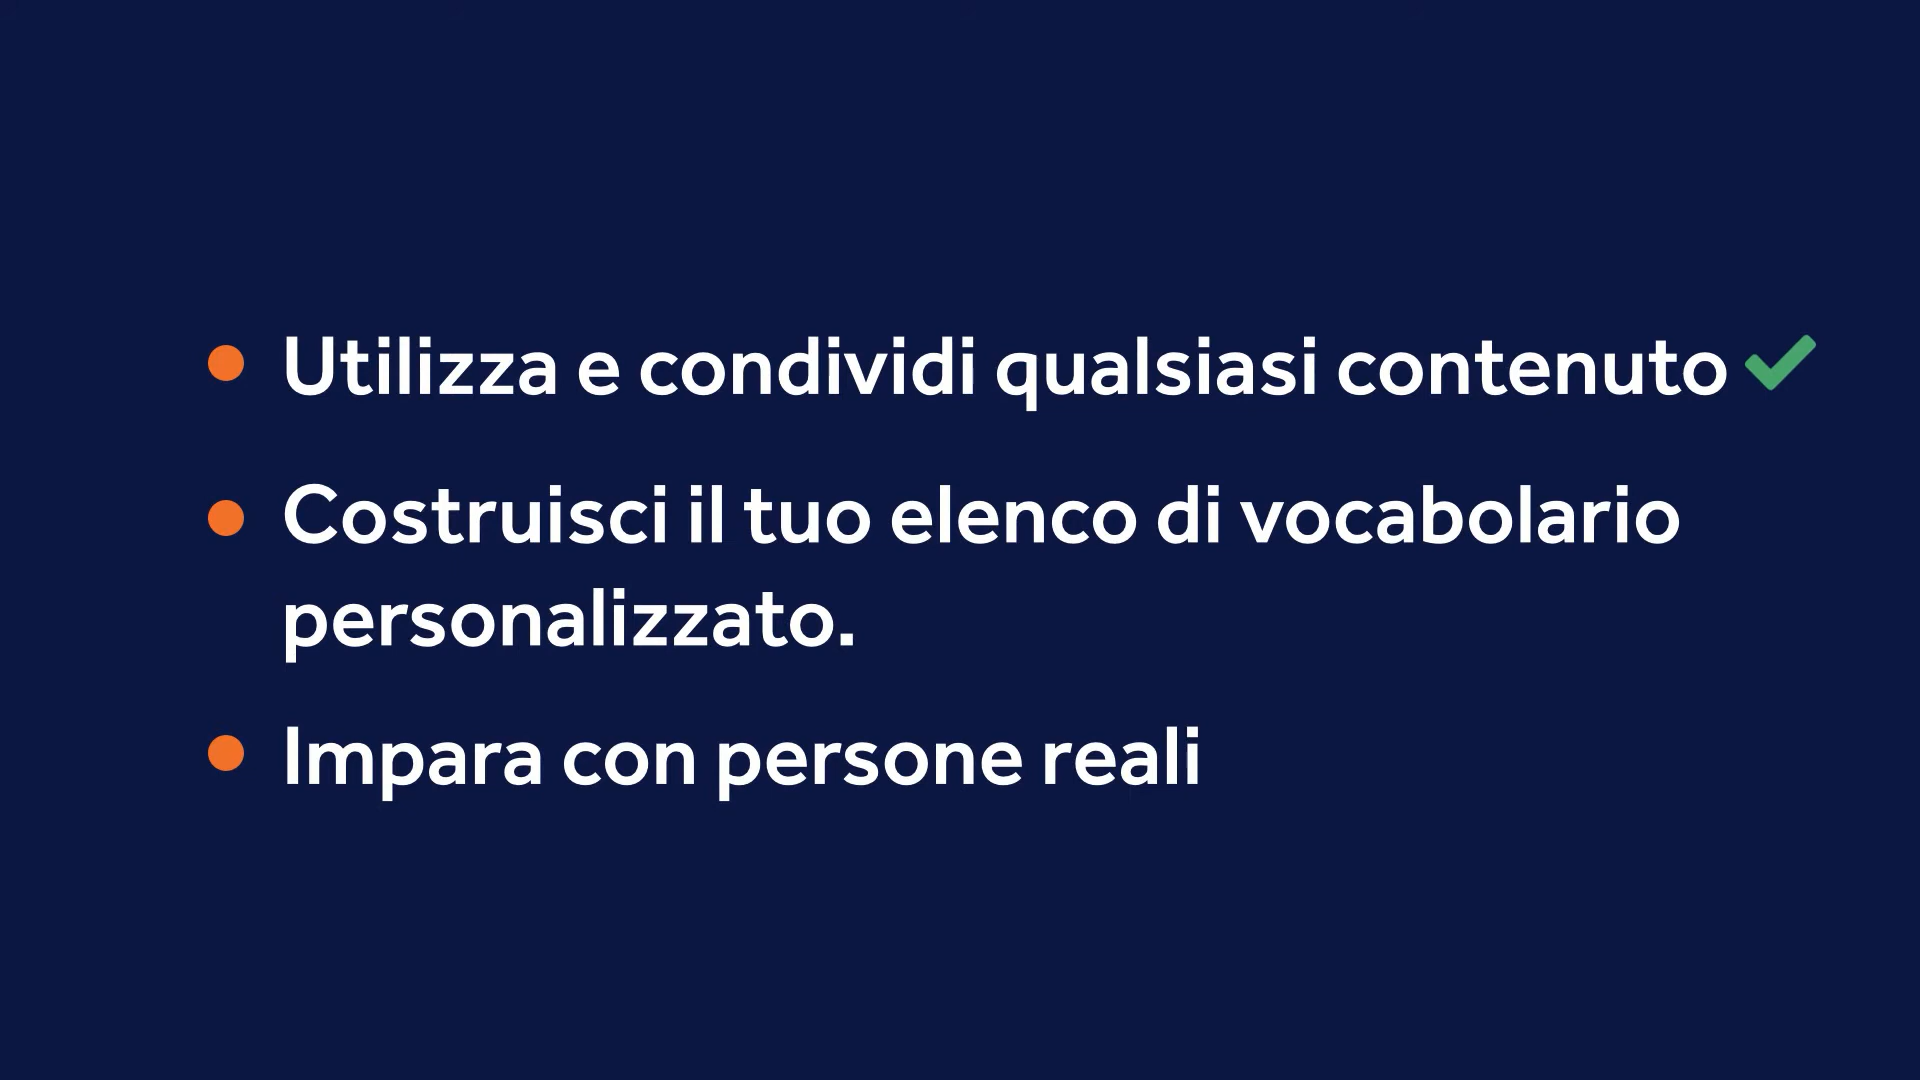 Utilizza e condividi qualsiasi contenuto
Costruisci il tuo elenco di vocabolario
personalizzato.
Impara con persone reali